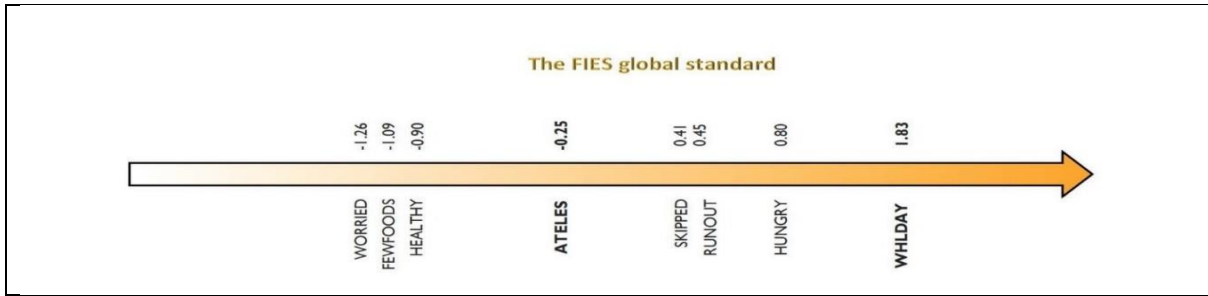 The FIES global standard
-1.26
-1.09
-0.90
-0.25
0.41
0.45
0.80
1.83
WORRIED
FEWFOODS
HEALTHY
ATELES
SKIPPED
RUNOUT
HUNGRY
WHLDAY